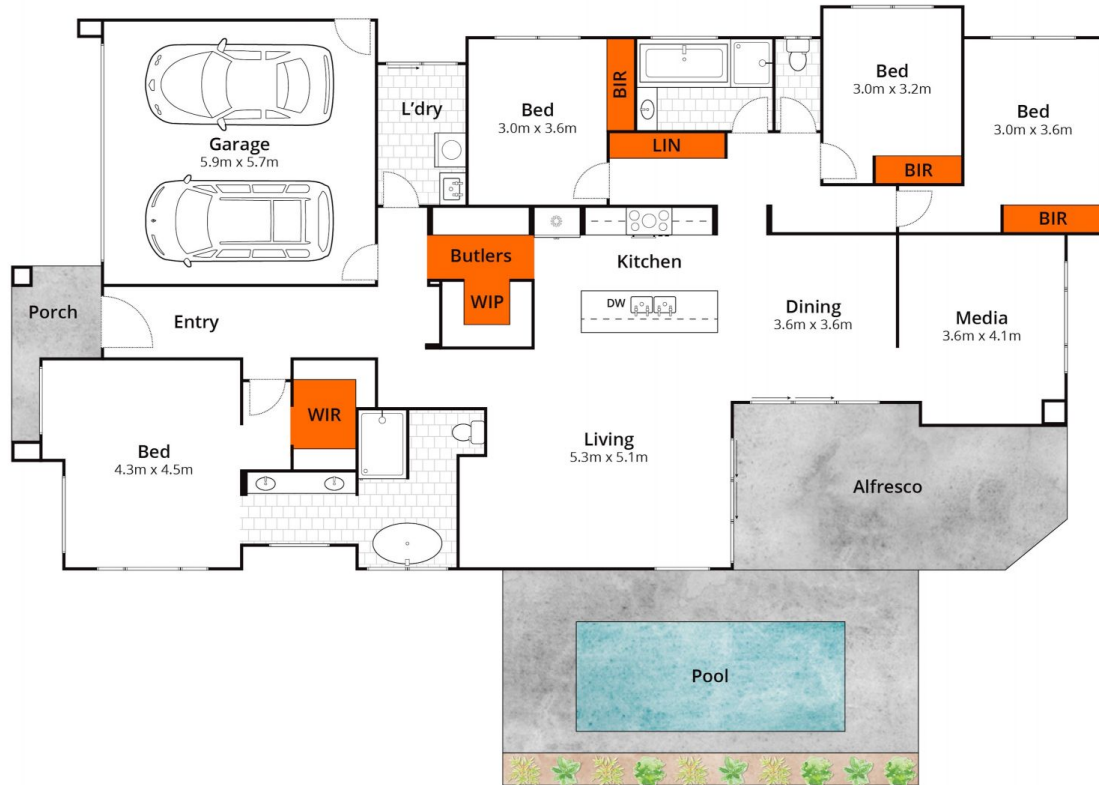 Garage
5.9m x 5.7m
L'dry
Bed
3.0m x 3.6m
BIR
LIN
Bed
3.0m x 3.2m
BIR
Bed
3.0m x 3.6m
BIR
Butlers
WIP
Kitchen
DW
Dining
3.6m x 3.6m
Media
3.6m x 4.1m
Porch
Entry
WIR
Bed
4.3m x 4.5m
Living
5.3m x 5.1m
Alfresco
Pool